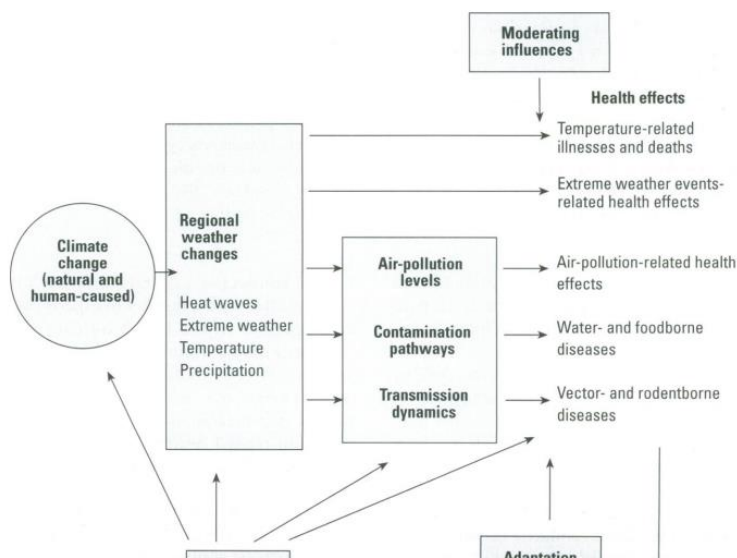 Moderating
influences
Health effects
Temperature-related
illnesses and deaths
Extreme weather events-
related health effects
Regional
weather
changes
Heat waves
Extreme weather
Temperature
Precipitation
Climate
change
(natural and
human-caused)
Air-pollution
levels
Air-pollution-related health
effects
Contamination
pathways
Water- and foodborne
diseases
Transmission
dynamics
Vector- and rodentborne
diseases
Adaptation